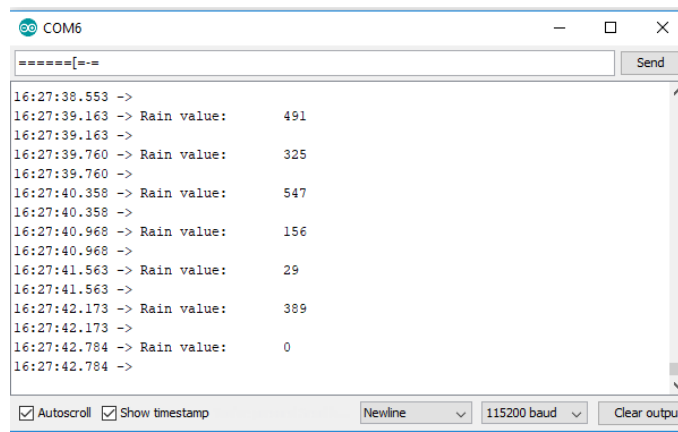 COM6
======[=-=
Send
16:27:38.553 ->
16:27:39.163 -> Rain value: 491
16:27:39.163 ->
16:27:39.760 -> Rain value: 325
16:27:39.760 ->
16:27:40.358 -> Rain value: 547
16:27:40.358 ->
16:27:40.968 -> Rain value: 156
16:27:40.968 ->
16:27:41.563 -> Rain value: 29
16:27:41.563 ->
16:27:42.173 -> Rain value: 389
16:27:42.173 ->
16:27:42.784 -> Rain value: 0
16:27:42.784 ->
Autoscroll Show timestamp Newline 115200 baud Clear outpu